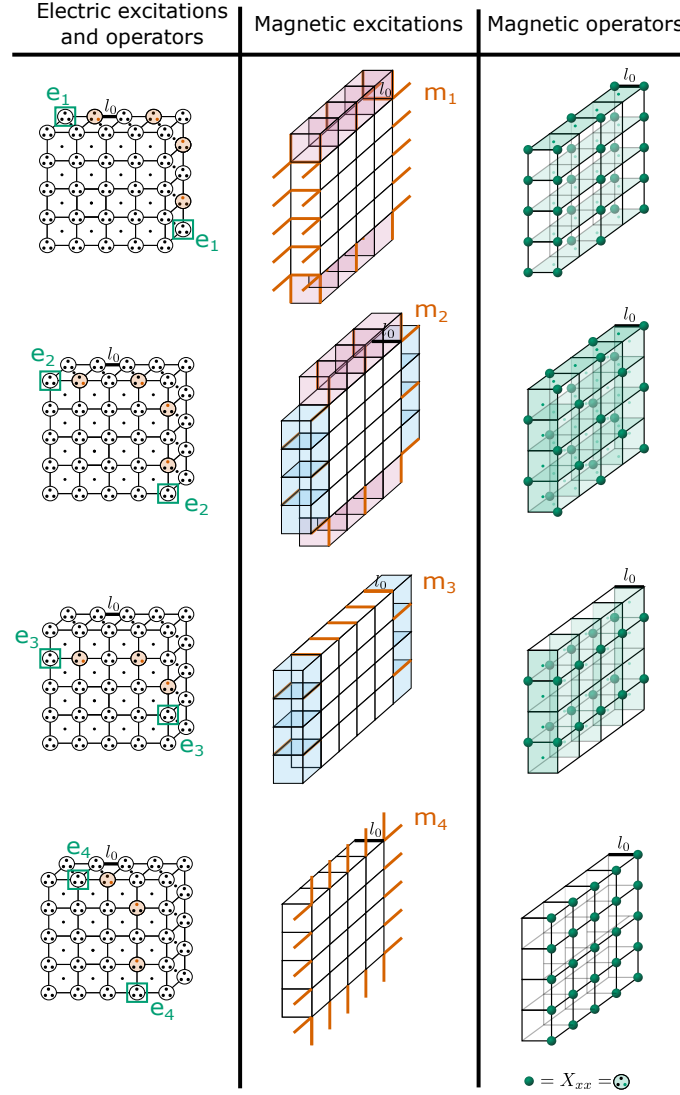 Electric excitations and operators
Magnetic excitations
Magnetic operators
e₁
l₀
e₁
l₀
m₁
l₀
e₂
l₀
e₂
m₂
l₀
l₀
e₃
l₀
e₃
l₀
m₃
l₀
e₄
l₀
e₄
m₄
l₀
l₀
= Xₓₓ =